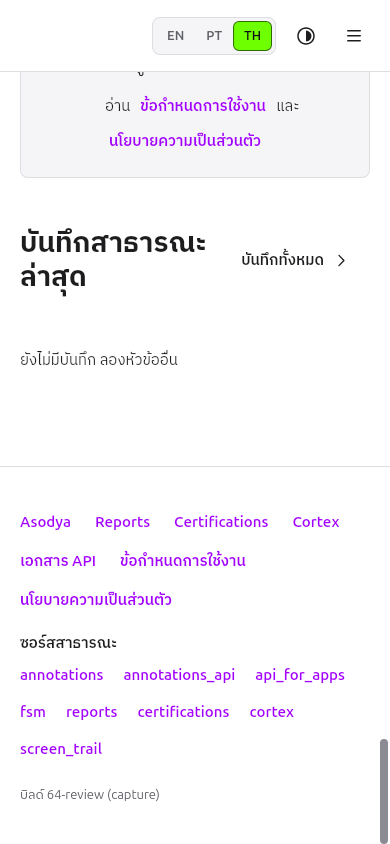 EN PT TH
อ่าน ข้อกำหนดการใช้งาน และ
นโยบายความเป็นส่วนตัว
บันทึกสาธารณะ
ล่าสุด
บันทึกทั้งหมด
ยังไม่มีบันทึก ลองหัวข้ออื่น
Asodya Reports Certifications Cortex
เอกสาร API ข้อกำหนดการใช้งาน
นโยบายความเป็นส่วนตัว
ซอร์สสาธารณะ
annotations annotations_api api_for_apps
fsm reports certifications cortex
screen_trail
บิลด์ 64-review (capture)